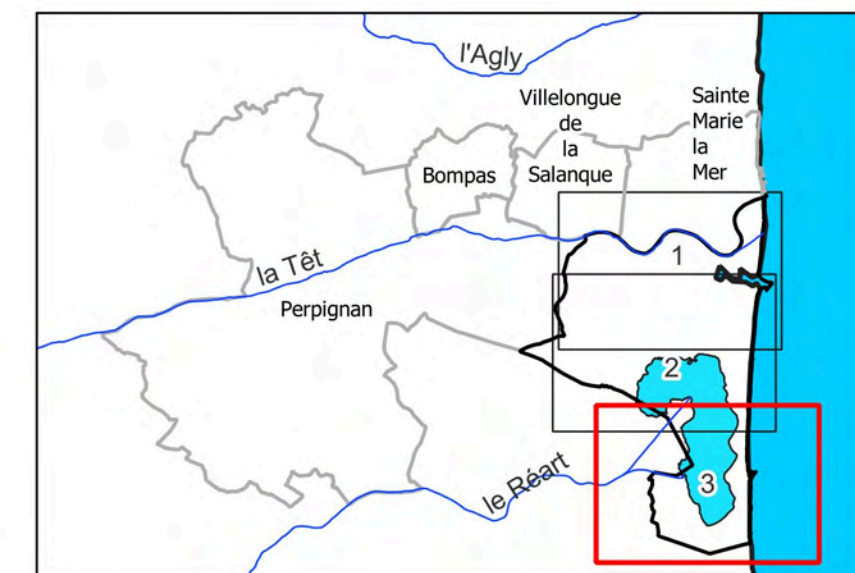 l'Agly
Villelongue
de
la
Salanque
Sainte
Marie
la
Mer
Bompas
la Têt
1
Perpignan
2
le Réart
3